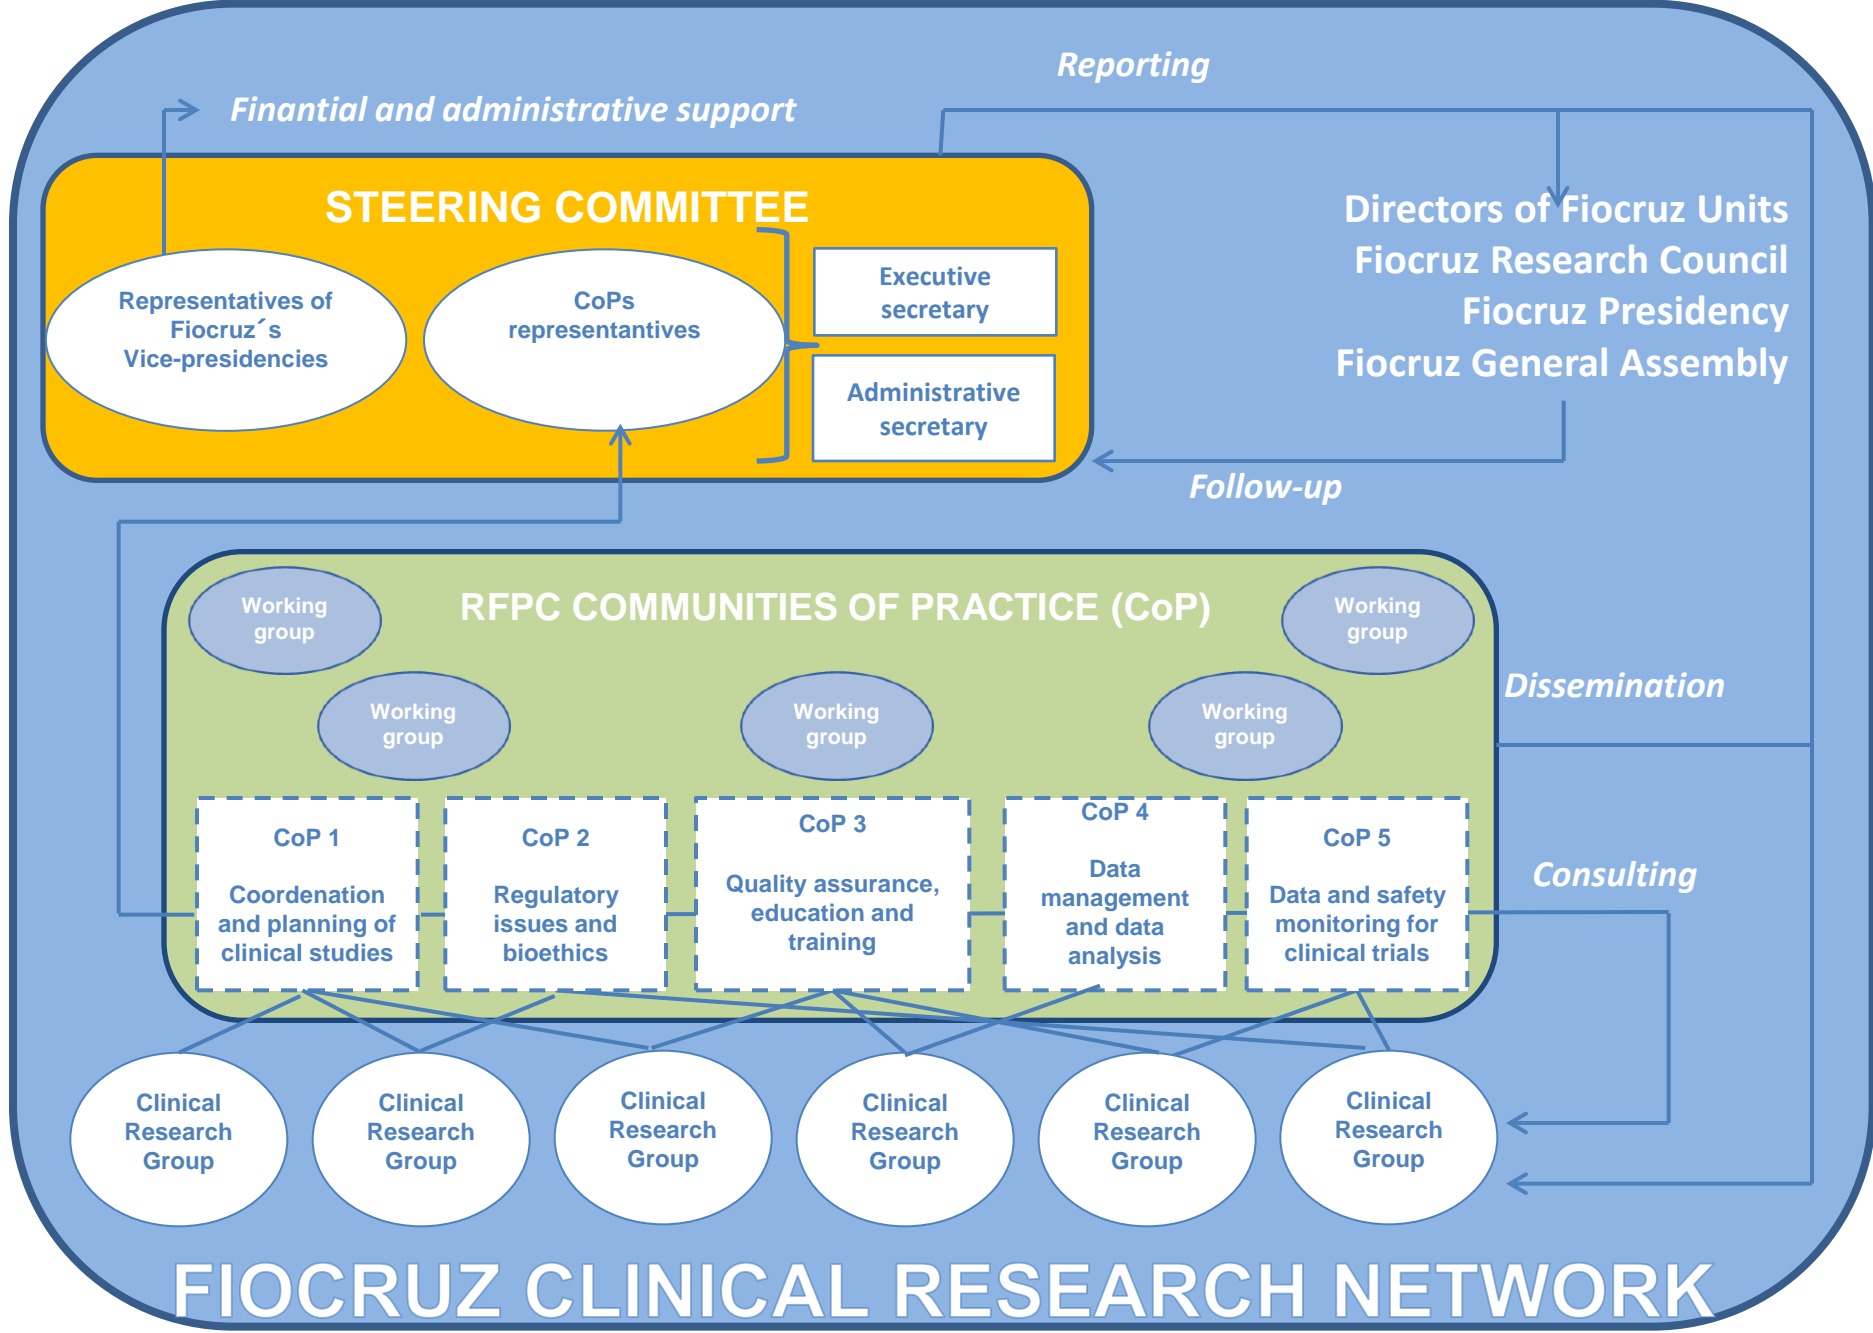 Reporting
Finantial and administrative support
STEERING COMMITTEE
Representatives of
Fiocruz´s
Vice-presidencies
CoPs
representantives
Executive
secretary
Administrative
secretary
Directors of Fiocruz Units
Fiocruz Research Council
Fiocruz Presidency
Fiocruz General Assembly
Follow-up
RFPC COMMUNITIES OF PRACTICE (CoP)
Working
group
Working
group
Working
group
Working
group
Working
group
Dissemination
CoP 1
Coordenation
and planning of
clinical studies
CoP 2
Regulatory
issues and
bioethics
CoP 3
Quality assurance,
education and
training
CoP 4
Data
management
and data
analysis
CoP 5
Data and safety
monitoring for
clinical trials
Consulting
Clinical
Research
Group
Clinical
Research
Group
Clinical
Research
Group
Clinical
Research
Group
Clinical
Research
Group
Clinical
Research
Group
FIOCRUZ CLINICAL RESEARCH NETWORK